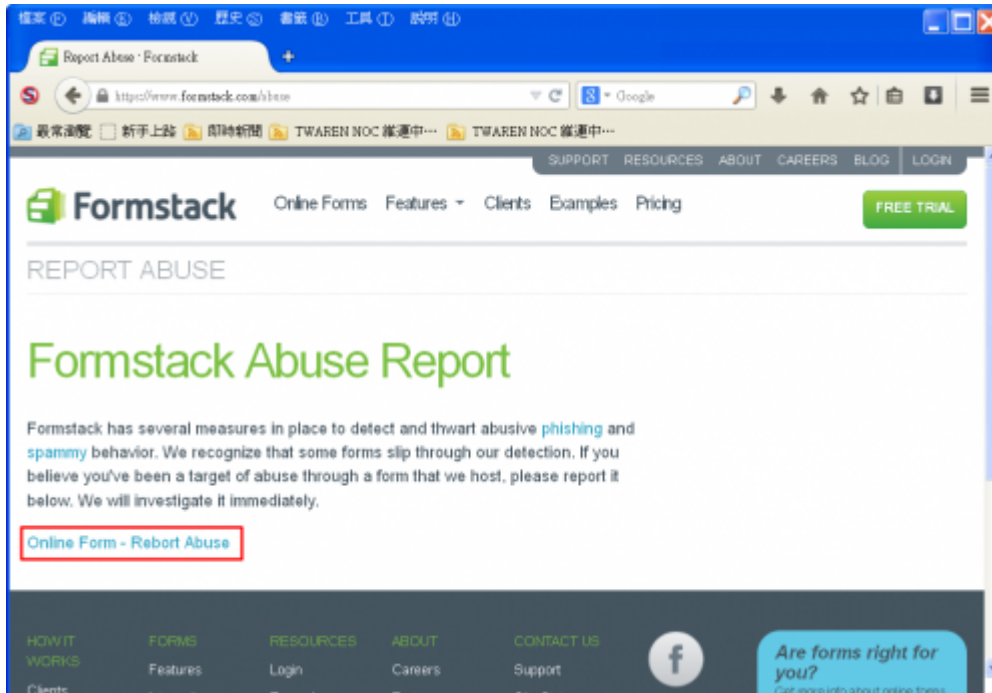 檔案(F) 編輯(E) 檢視(V) 歷史(S) 書籤(B) 工具(T) 說明(H)
Report Abuse · Formstack
https://www.formstack.com/abuse
Google
最常瀏覽 新手上路 即時新聞 TWAREN NOC 維運中… TWAREN NOC 維運中…
SUPPORT RESOURCES ABOUT CAREERS BLOG LOGIN
Formstack Online Forms Features Clients Examples Pricing FREE TRIAL
REPORT ABUSE
Formstack Abuse Report
Formstack has several measures in place to detect and thwart abusive phishing and
spammy behavior. We recognize that some forms slip through our detection. If you
believe you've been a target of abuse through a form that we host, please report it
below. We will investigate it immediately.
Online Form - Rebort Abuse
HOW IT WORKS
FORMS
RESOURCES
ABOUT
CONTACT US
Clients
Features
Login
Careers
Support
f
Are forms right for
you?
Get more info about online forms